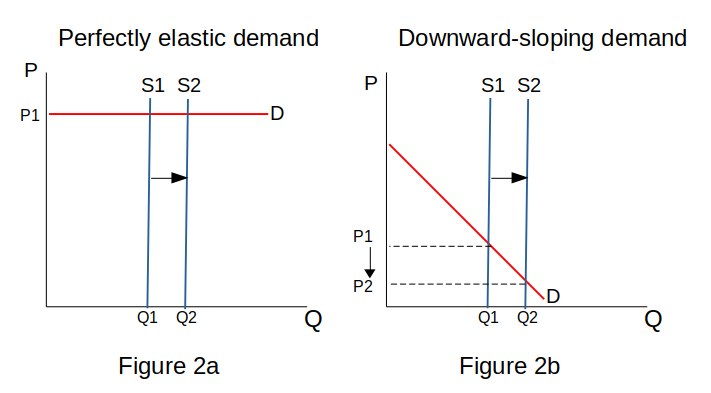 Perfectly elastic demand
P
S1 S2
P1
D
Q1 Q2
Q
Figure 2a
Downward-sloping demand
P
S1 S2
P1
P2
D
Q1 Q2
Q
Figure 2b